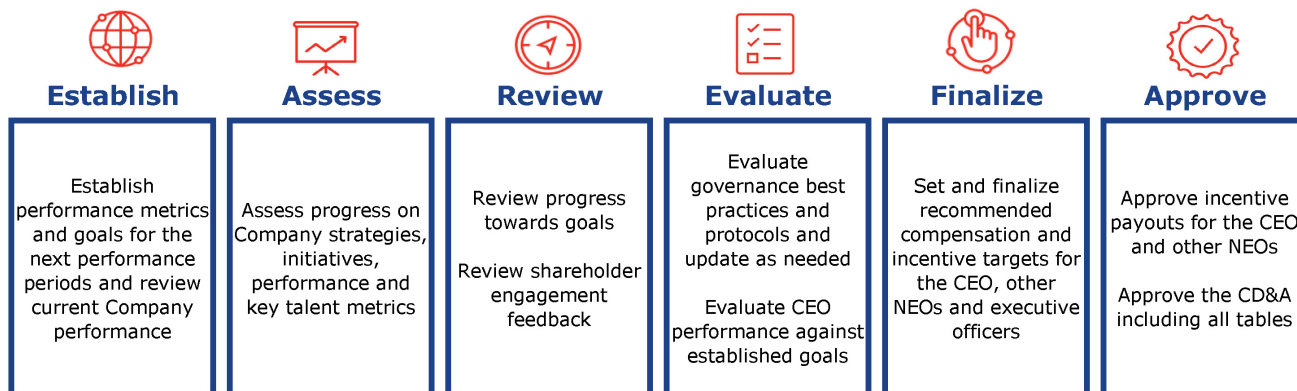 Establish
Assess
Review
Evaluate
Finalize
Approve
Establish
performance metrics
and goals for the
next performance
periods and review
current Company
performance
Assess progress on
Company strategies,
initiatives,
performance and
key talent metrics
Review progress
towards goals
Review shareholder
engagement
feedback
Evaluate
governance best
practices and
protocols and
update as needed
Evaluate CEO
performance against
established goals
Set and finalize
recommended
compensation and
incentive targets for
the CEO, other
NEOs and executive
officers
Approve incentive
payouts for the CEO
and other NEOs
Approve the CD&A
including all tables